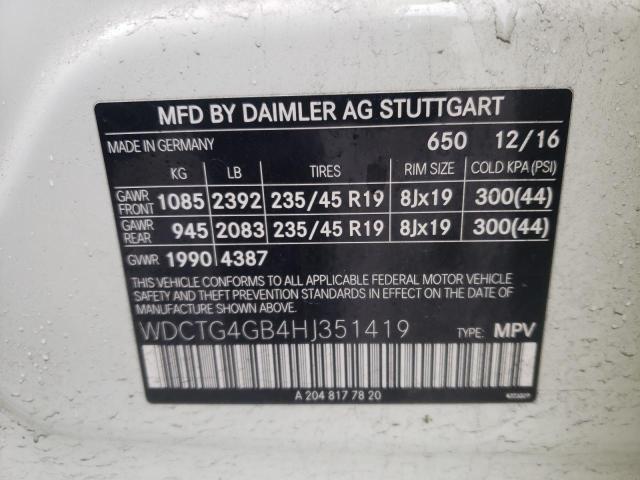 MFD BY DAIMLER AG STUTTGART
MADE IN GERMANY 650 12/16
KG LB TIRES RIM SIZE COLD KPA(PSI)
GAWR FRONT 1085 2392 235/45 R19 8Jx19 300(44)
GAWR REAR 945 2083 235/45 R19 8Jx19 300(44)
GVWR 1990 4387
THIS VEHICLE CONFORMS TO ALL APPLICABLE FEDERAL MOTOR VEHICLE
SAFETY BUMPER, AND THEFT PREVENTION STANDARDS IN EFFECT ON THE DATE
OF MANUFACTURE SHOWN ABOVE.
WDCTG4GB4HJ351419 TYPE: MPV
A 204 817 78 20